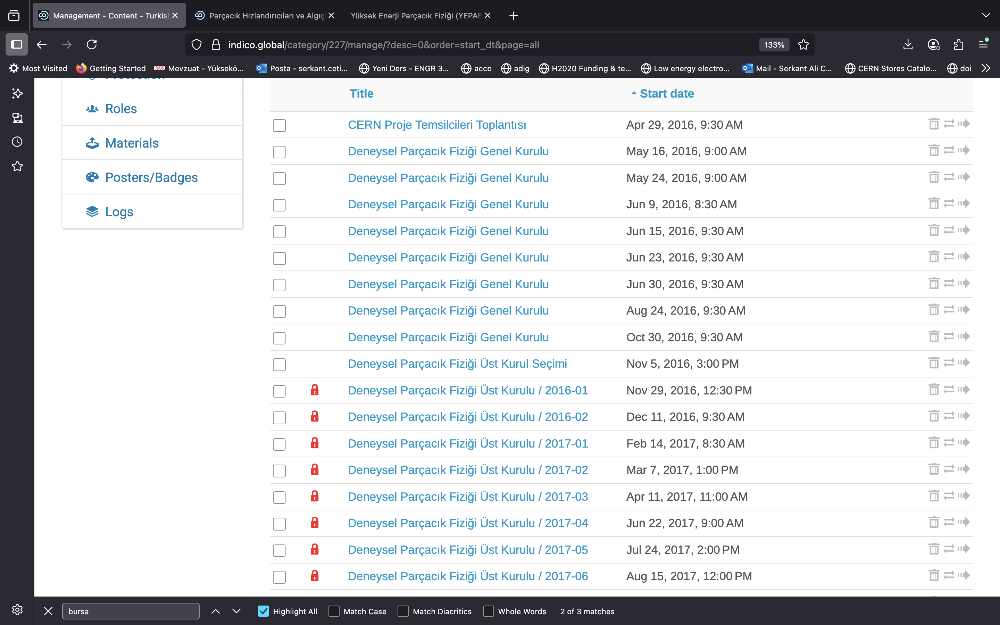 Management - Content - Turkish
Parçacık Hızlandırıcıları ve Algıç
Yüksek Enerji Parçacık Fiziği (YEPAF
indico.global/category/227/manage/?desc=0&order=start_dt&page=all
133%
Most Visited
Getting Started
Mevzuat - Yüksekö...
Posta - serkant.ceti...
Yeni Ders - ENGR 3...
acco
adig
H2020 Funding & te...
Low energy electro...
Mail - Serkant Ali C...
CERN Stores Catalo...
doi
Protection
Roles
Materials
Posters/Badges
Logs
Title Start date
CERN Proje Temsilcileri Toplantısı Apr 29, 2016, 9:30 AM
Deneysel Parçacık Fiziği Genel Kurulu May 16, 2016, 9:00 AM
Deneysel Parçacık Fiziği Genel Kurulu May 24, 2016, 9:00 AM
Deneysel Parçacık Fiziği Genel Kurulu Jun 9, 2016, 8:30 AM
Deneysel Parçacık Fiziği Genel Kurulu Jun 15, 2016, 9:30 AM
Deneysel Parçacık Fiziği Genel Kurulu Jun 23, 2016, 9:30 AM
Deneysel Parçacık Fiziği Genel Kurulu Jun 30, 2016, 9:30 AM
Deneysel Parçacık Fiziği Genel Kurulu Aug 24, 2016, 9:30 AM
Deneysel Parçacık Fiziği Genel Kurulu Oct 30, 2016, 9:30 AM
Deneysel Parçacık Fiziği Üst Kurul Seçimi Nov 5, 2016, 3:00 PM
Deneysel Parçacık Fiziği Üst Kurulu / 2016-01 Nov 29, 2016, 12:30 PM
Deneysel Parçacık Fiziği Üst Kurulu / 2016-02 Dec 11, 2016, 9:30 AM
Deneysel Parçacık Fiziği Üst Kurulu / 2017-01 Feb 14, 2017, 8:30 AM
Deneysel Parçacık Fiziği Üst Kurulu / 2017-02 Mar 7, 2017, 1:00 PM
Deneysel Parçacık Fiziği Üst Kurulu / 2017-03 Apr 11, 2017, 11:00 AM
Deneysel Parçacık Fiziği Üst Kurulu / 2017-04 Jun 22, 2017, 9:00 AM
Deneysel Parçacık Fiziği Üst Kurulu / 2017-05 Jul 24, 2017, 2:00 PM
Deneysel Parçacık Fiziği Üst Kurulu / 2017-06 Aug 15, 2017, 12:00 PM
bursa
Highlight All
Match Case
Match Diacritics
Whole Words
2 of 3 matches